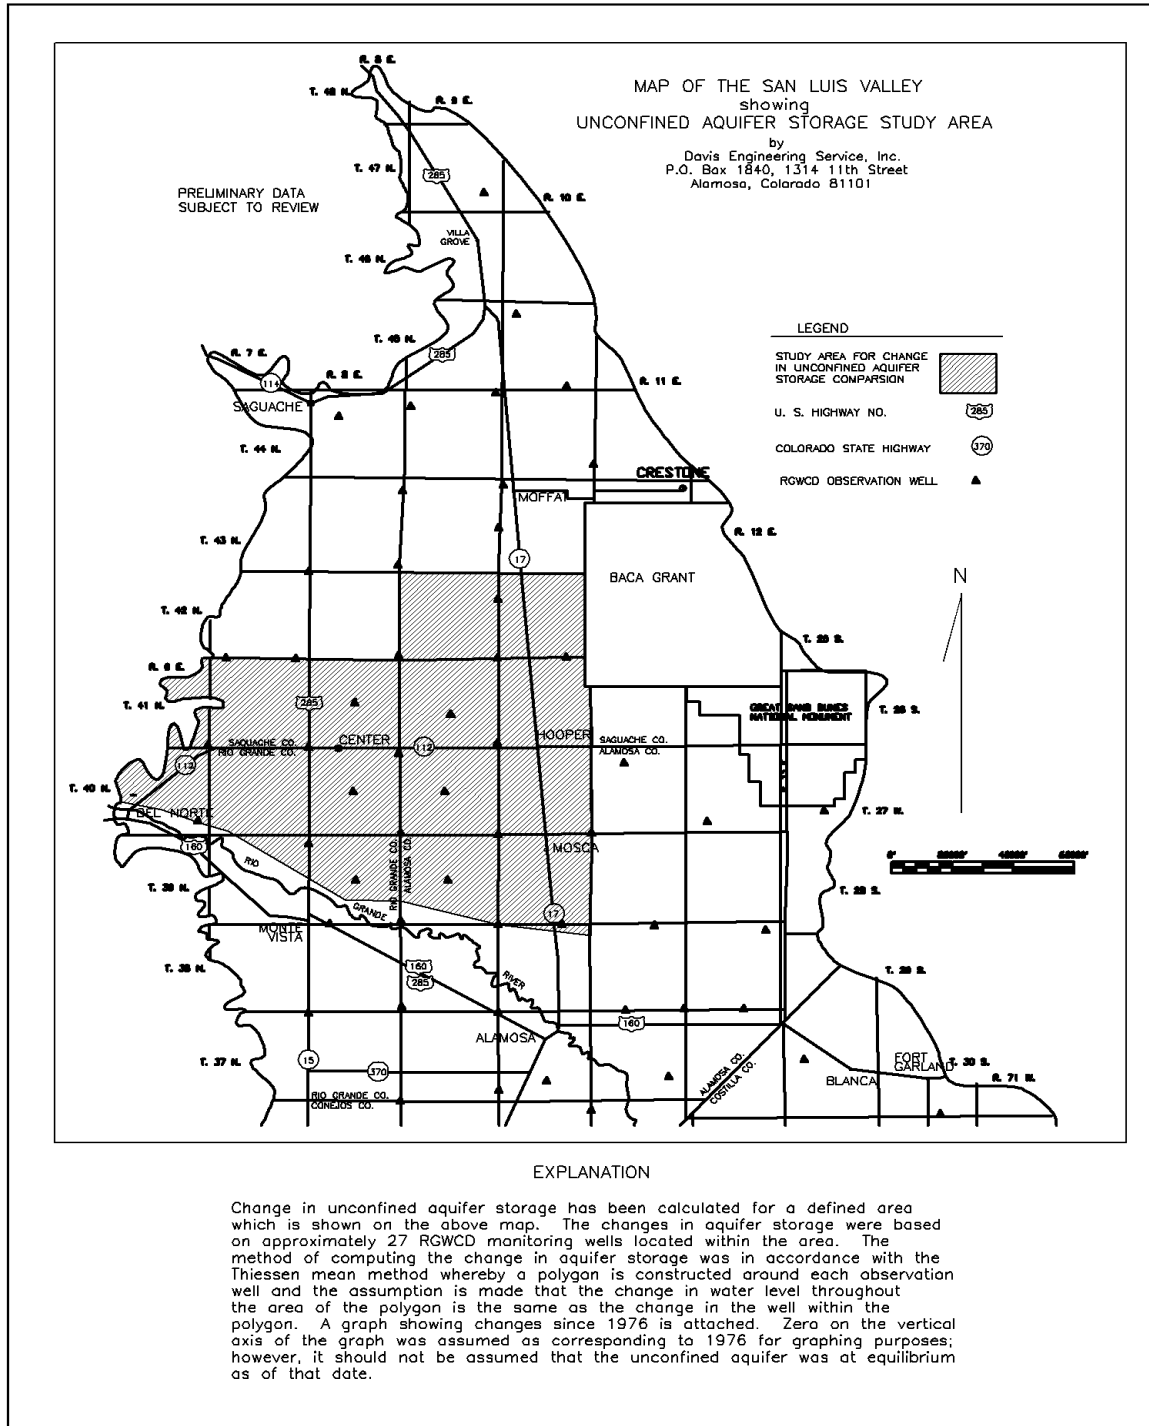 R. 8 E.
T. 48 N.
R. 9 E.
MAP OF THE SAN LUIS VALLEY
showing
UNCONFINED AQUIFER STORAGE STUDY AREA
by
Davis Engineering Service, Inc.
P.O. Box 1840, 1314 11th Street
Alamosa, Colorado 81101
T. 47 N.
285
PRELIMINARY DATA
SUBJECT TO REVIEW
R. 10 E.
VILLA
GROVE
T. 46 N.
LEGEND
T. 45 N.
285
R. 7 E.
STUDY AREA FOR CHANGE
IN UNCONFINED AQUIFER
STORAGE COMPARSION
114
R. 8 E.
R. 11 E.
SAGUACHE
U. S. HIGHWAY NO.
285
T. 44 N.
COLORADO STATE HIGHWAY
370
CRESTONE
RGWCD OBSERVATION WELL
MOFFAT
T. 43 N.
R. 12 E.
17
BACA GRANT
N
T. 42 N.
R. 6 E.
T. 41 N.
285
GREAT SAND DUNES
NATIONAL MONUMENT
HOOPER
CENTER
112
SAGUACHE CO.
RIO GRANDE CO.
SAGUACHE CO.
ALAMOSA CO.
112
T. 40 N.
DEL NORTE
T. 27 N.
160
RIO
MOSCA
RIO GRANDE CO.
ALAMOSA CO.
0'
20000'
40000'
60000'
T. 39 N.
GRANDE
17
MONTE
VISTA
T. 38 N.
160
285
RIVER
160
ALAMOSA
T. 37 N.
15
370
ALAMOSA CO.
COSTILLA CO.
FORT
GARLAND
T. 30 S.
BLANCA
RIO GRANDE CO.
CONEJOS CO.
EXPLANATION
Change in unconfined aquifer storage has been calculated for a defined area
which is shown on the above map.  The changes in aquifer storage were based
on approximately 27 RGWCD monitoring wells located within the area.  The
method of computing the change in aquifer storage was in accordance with the
Thiessen mean method whereby a polygon is constructed around each observation
well and the assumption is made that the change in water level throughout
the area of the polygon is the same as the change in the well within the
polygon.  A graph showing changes since 1976 is attached.  Zero on the vertical
axis of the graph was assumed as corresponding to 1976 for graphing purposes;
however, it should not be assumed that the unconfined aquifer was at equilibrium
as of that date.